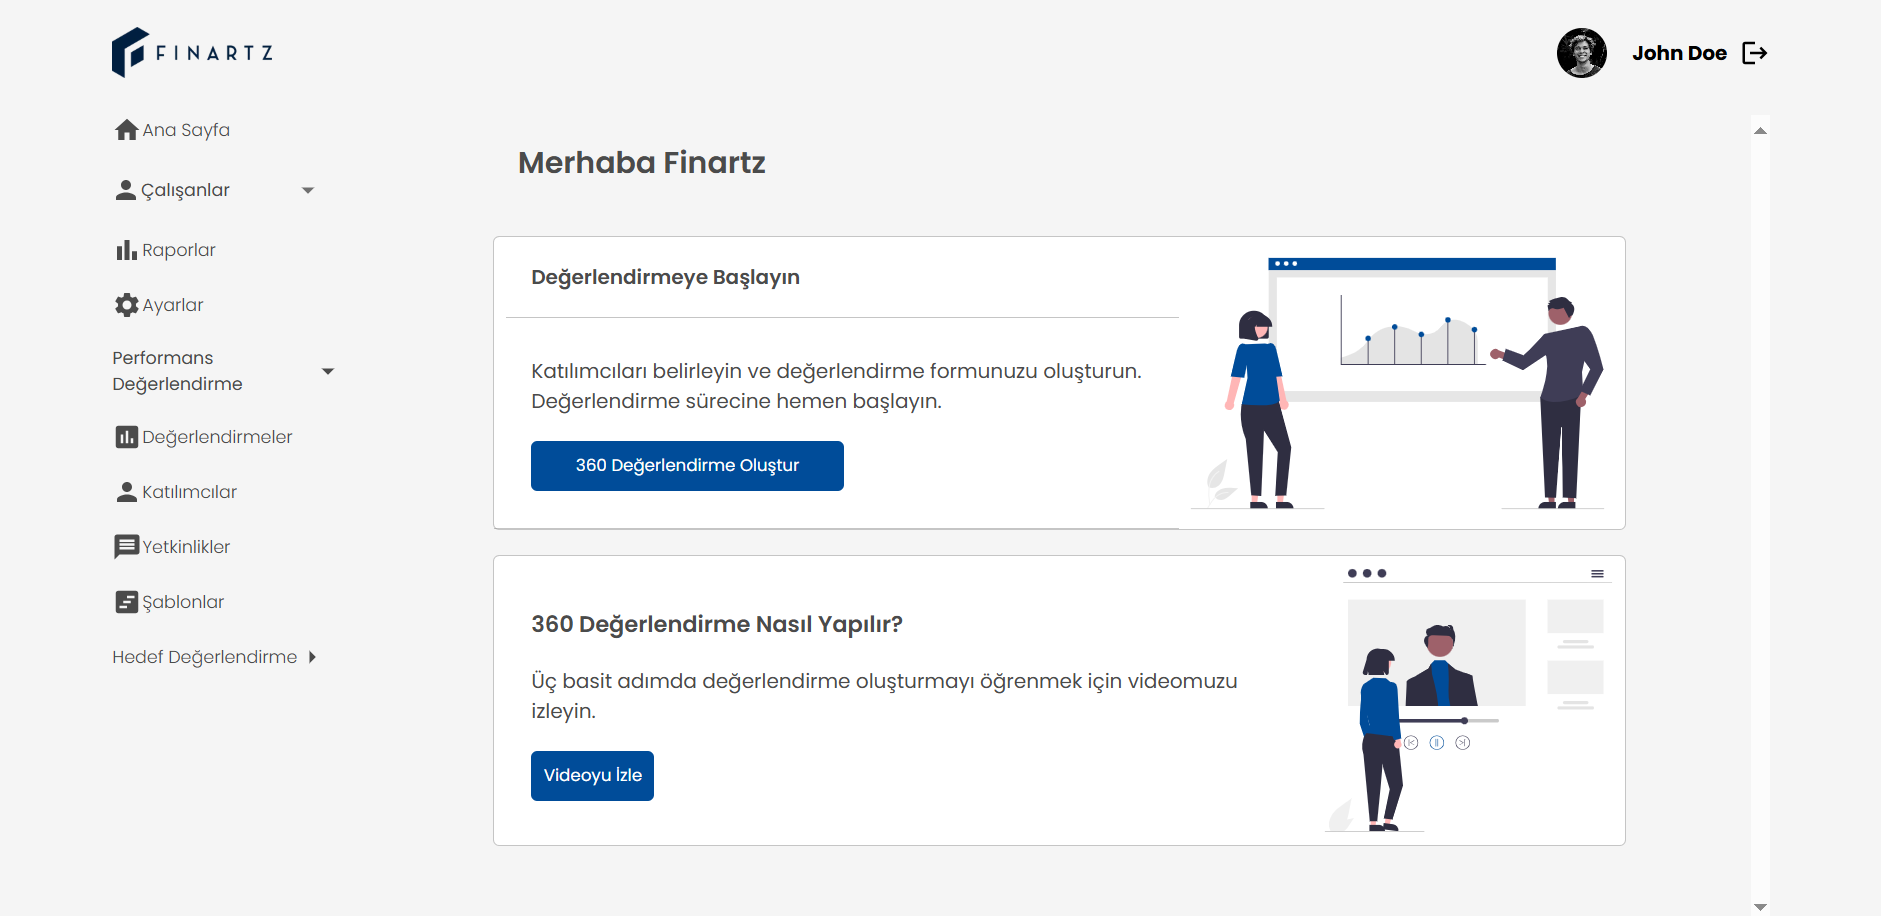 FINARTZ
John Doe
Ana Sayfa
Çalışanlar
Raporlar
Ayarlar
Performans
Değerlendirme
Değerlendirmeler
Katılımcılar
Yetkinlikler
Şablonlar
Hedef Değerlendirme
Merhaba Finartz
Değerlendirmeye Başlayın
Katılımcıları belirleyin ve değerlendirme formunuzu oluşturun.
Değerlendirme sürecine hemen başlayın.
360 Değerlendirme Oluştur
360 Değerlendirme Nasıl Yapılır?
Üç basit adımda değerlendirme oluşturmayı öğrenmek için videomuzu
izleyin.
Videoyu İzle